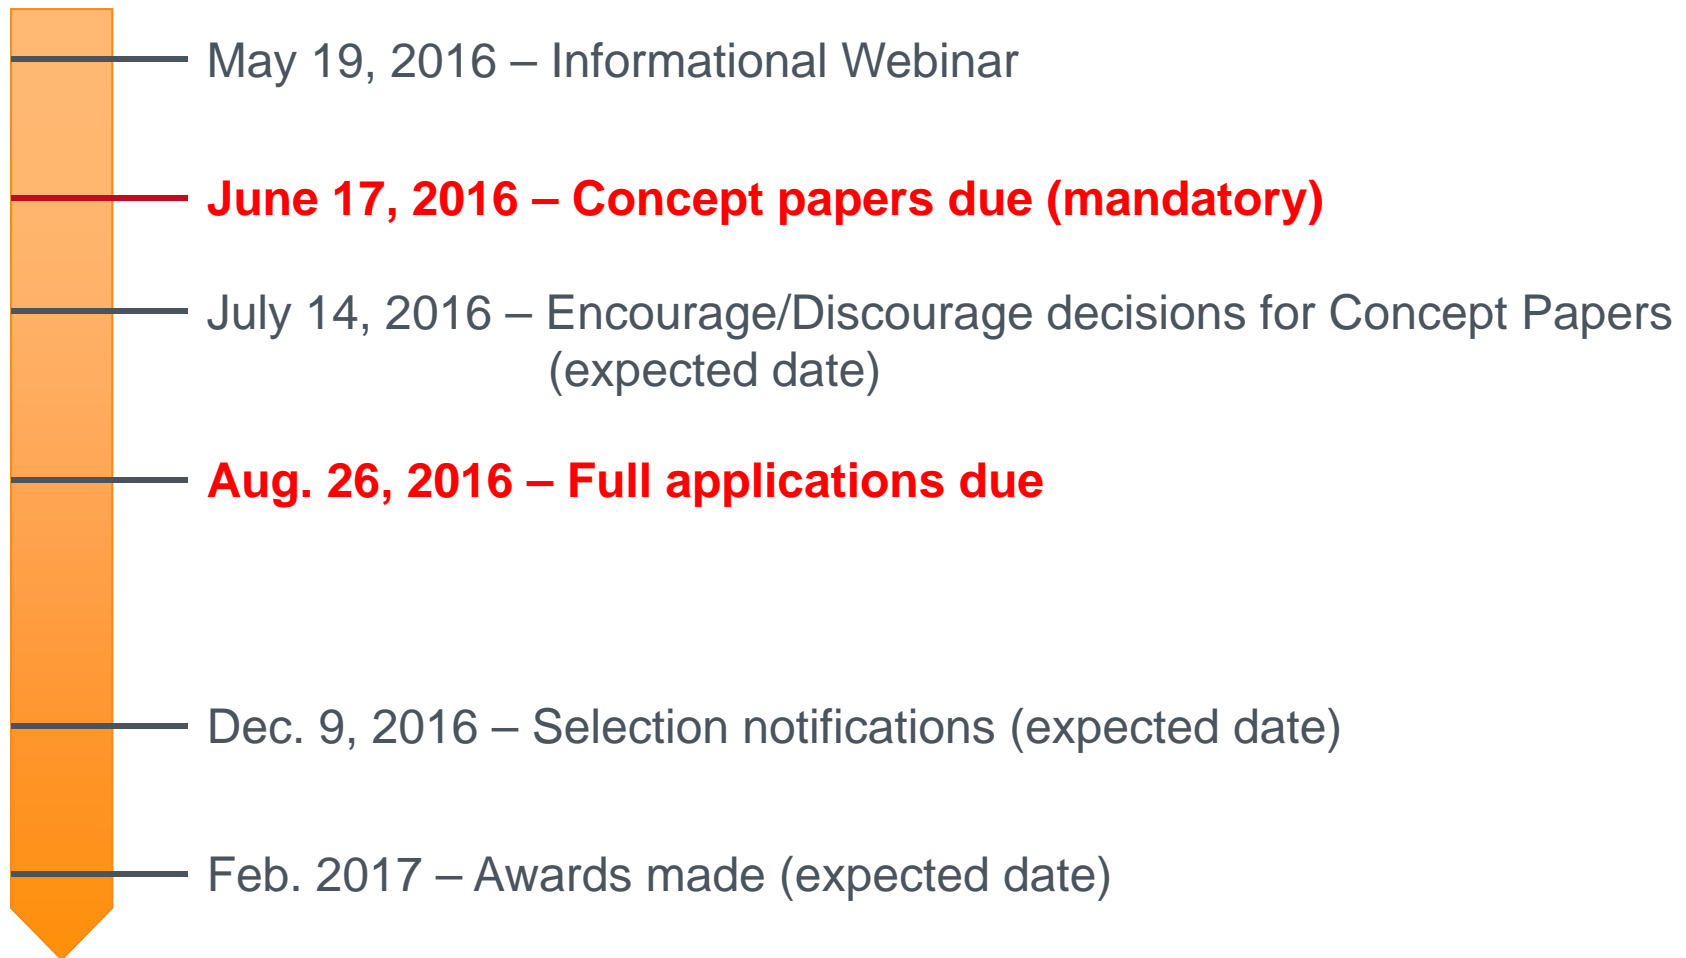 May 19, 2016 – Informational Webinar
June 17, 2016 – Concept papers due (mandatory)
July 14, 2016 – Encourage/Discourage decisions for Concept Papers
(expected date)
Aug. 26, 2016 – Full applications due
Dec. 9, 2016 – Selection notifications (expected date)
Feb. 2017 – Awards made (expected date)